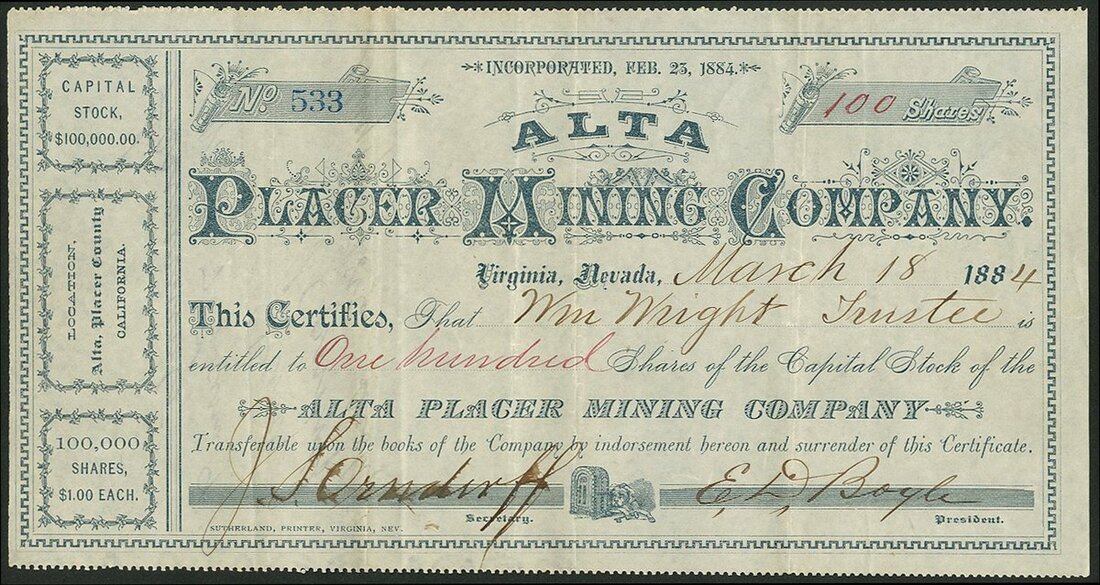 INCORPORATED, FEB. 23, 1884.
No. 533
100 Shares
ALTA
PLACER MINING COMPANY.
Virginia, Nevada, March 18 1884
This Certifies, That Wm Wright Trustee is
entitled to One hundred Shares of the Capital Stock of the
ALTA PLACER MINING COMPANY
Transferable upon the books of the Company by indorsement hereon and surrender of this Certificate.
E D Boyle
Secretary.
President.
SUTHERLAND, PRINTER, VIRGINIA, NEV.
CAPITAL
STOCK,
$100,000.00.
LOCATION,
Alta, Placer County
CALIFORNIA.
100,000
SHARES,
$1.00 EACH.